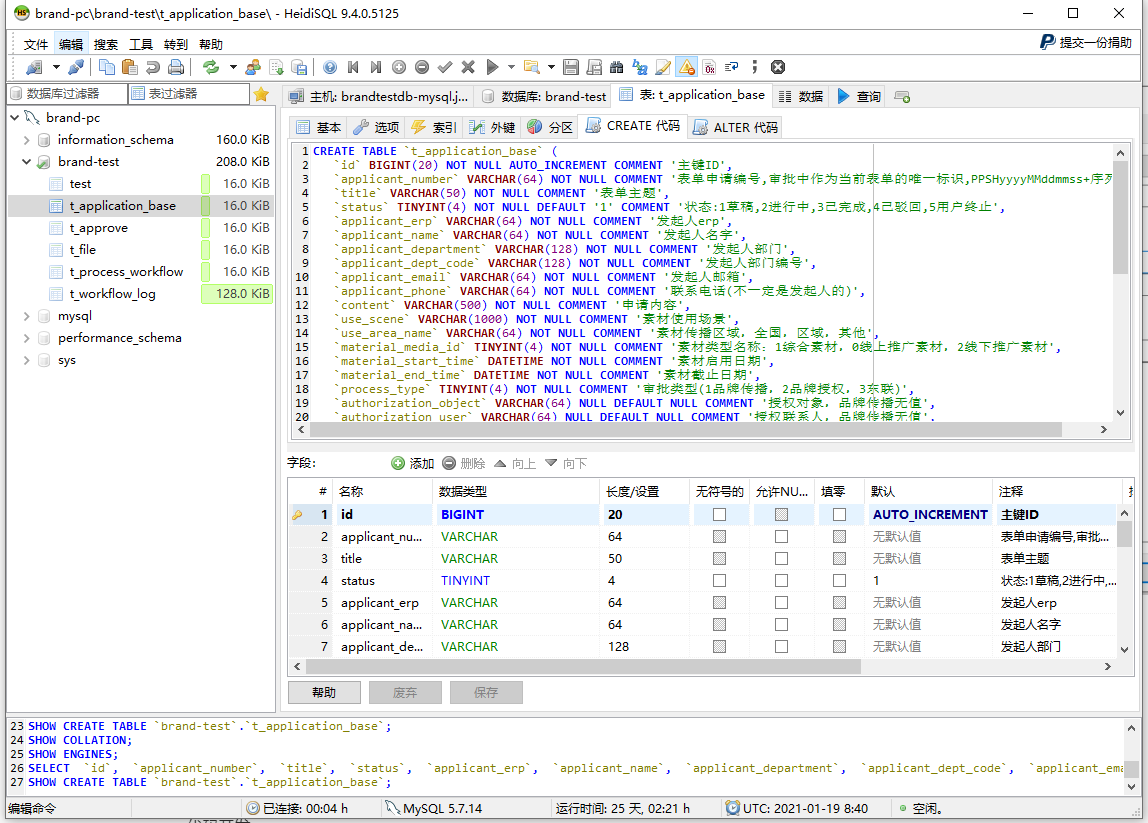 brand-pc\brand-test\t_application_base\ - HeidiSQL 9.4.0.5125
文件 编辑 搜索 工具 转到 帮助 提交一份捐助
数据库过滤器 表过滤器
brand-pc
information_schema 160.0 KiB
brand-test 208.0 KiB
test 16.0 KiB
t_application_base 16.0 KiB
t_approve 16.0 KiB
t_file 16.0 KiB
t_process_workflow 16.0 KiB
t_workflow_log 128.0 KiB
mysql
performance_schema
sys
主机: brandtestdb-mysql.j... 数据库: brand-test 表: t_application_base 数据 查询
基本 选项 索引 外键 分区 CREATE 代码 ALTER 代码
1 CREATE TABLE `t_application_base` (
2 `id` BIGINT(20) NOT NULL AUTO_INCREMENT COMMENT '主键ID',
3 `applicant_number` VARCHAR(64) NOT NULL COMMENT '表单申请编号,审批中作为当前表单的唯一标识,PPSHyyyyMMddmmss+序列
4 `title` VARCHAR(50) NOT NULL COMMENT '表单主题',
5 `status` TINYINT(4) NOT NULL DEFAULT '1' COMMENT '状态:1草稿,2进行中,3已完成,4已驳回,5用户终止',
6 `applicant_erp` VARCHAR(64) NOT NULL COMMENT '发起人erp',
7 `applicant_name` VARCHAR(64) NOT NULL COMMENT '发起人名字',
8 `applicant_department` VARCHAR(128) NOT NULL COMMENT '发起人部门',
9 `applicant_dept_code` VARCHAR(128) NOT NULL COMMENT '发起人部门编号',
10 `applicant_email` VARCHAR(64) NOT NULL COMMENT '发起人邮箱',
11 `applicant_phone` VARCHAR(64) NOT NULL COMMENT '联系电话(不一定是发起人的)',
12 `content` VARCHAR(500) NOT NULL COMMENT '申请内容',
13 `use_scene` VARCHAR(1000) NOT NULL COMMENT '素材使用场景',
14 `use_area_name` VARCHAR(64) NOT NULL COMMENT '素材传播区域, 全国, 区域, 其他',
15 `material_media_id` TINYINT(4) NOT NULL COMMENT '素材类型名称: 1综合素材, 0线上推广素材, 2线下推广素材',
16 `material_start_time` DATETIME NOT NULL COMMENT '素材启用日期',
17 `material_end_time` DATETIME NOT NULL COMMENT '素材截止日期',
18 `process_type` TINYINT(4) NOT NULL COMMENT '审批类型(1品牌传播, 2品牌授权, 3京联)',
19 `authorization_object` VARCHAR(64) NULL DEFAULT NULL COMMENT '授权对象, 品牌传播无值',
20 `authorization_user` VARCHAR(64) NULL DEFAULT NULL COMMENT '授权联系人, 品牌传播无值',
字段: 添加 删除 向上 向下
# 名称 数据类型 长度/设置 无符号的 允许NU... 填零 默认 注释
1 id BIGINT 20 AUTO_INCREMENT 主键ID
2 applicant_nu... VARCHAR 64 无默认值 表单申请编号,审批...
3 title VARCHAR 50 无默认值 表单主题
4 status TINYINT 4 1 状态:1草稿,2进行中,...
5 applicant_erp VARCHAR 64 无默认值 发起人erp
6 applicant_na... VARCHAR 64 无默认值 发起人名字
7 applicant_de... VARCHAR 128 无默认值 发起人部门
帮助 废弃 保存
23 SHOW CREATE TABLE `brand-test`.`t_application_base`;
24 SHOW COLLATION;
25 SHOW ENGINES;
26 SELECT `id`, `applicant_number`, `title`, `status`, `applicant_erp`, `applicant_name`, `applicant_department`, `applicant_dept_code`, `applicant_ema
27 SHOW CREATE TABLE `brand-test`.`t_application_base`;
编辑命令 已连接: 00:04 h MySQL 5.7.14 运行时间: 25 天, 02:21 h UTC: 2021-01-19 8:40 空闲。